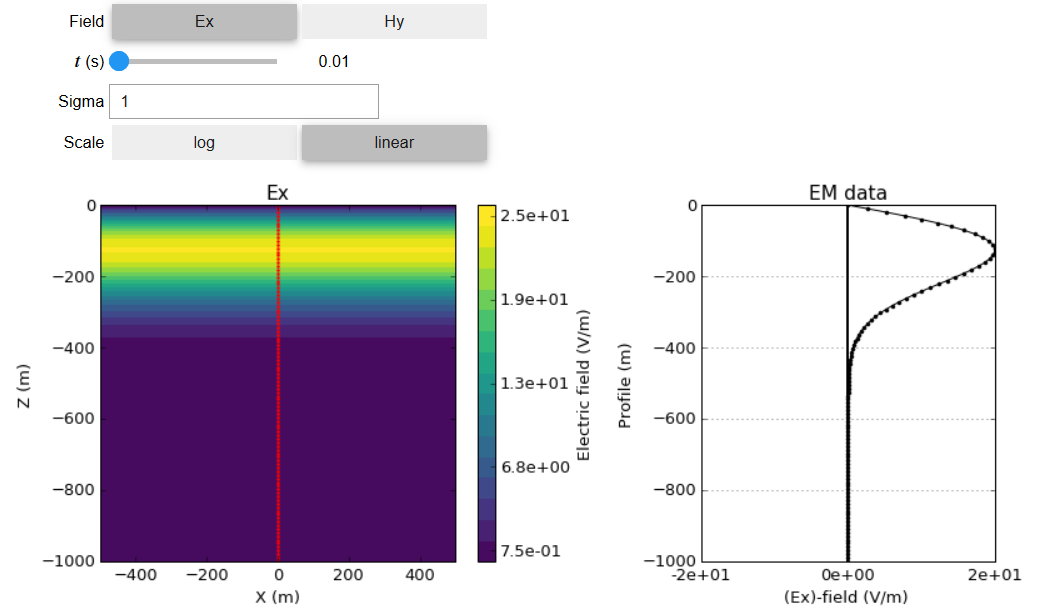 Field Ex Hy
t (s) 0.01
Sigma 1
Scale log linear
Ex
0
−200
−400
−600
−800
−1000
Z (m)
−400 −200 0 200 400
X (m)
2.5e+01
1.9e+01
1.3e+01
6.8e+00
7.5e-01
Electric field (V/m)
EM data
0
−200
−400
−600
−800
−1000
Profile (m)
-2e+01 0e+00 2e+01
(Ex)-field (V/m)